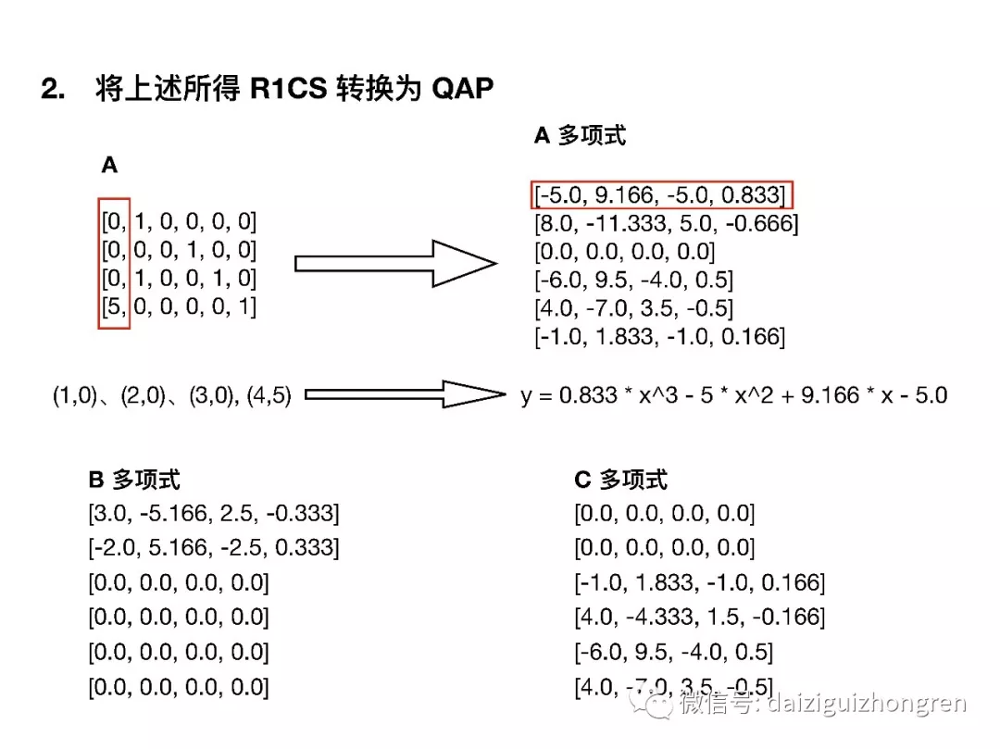 2. 将上述所得 R1CS 转换为 QAP
A
[0, 1, 0, 0, 0, 0]
[0, 0, 0, 1, 0, 0]
[0, 1, 0, 0, 1, 0]
[5, 0, 0, 0, 0, 1]
A 多项式
[-5.0, 9.166, -5.0, 0.833]
[8.0, -11.333, 5.0, -0.666]
[0.0, 0.0, 0.0, 0.0]
[-6.0, 9.5, -4.0, 0.5]
[4.0, -7.0, 3.5, -0.5]
[-1.0, 1.833, -1.0, 0.166]
(1,0)、(2,0)、(3,0), (4,5)
y = 0.833 * x^3 - 5 * x^2 + 9.166 * x - 5.0
B 多项式
[3.0, -5.166, 2.5, -0.333]
[-2.0, 5.166, -2.5, 0.333]
[0.0, 0.0, 0.0, 0.0]
[0.0, 0.0, 0.0, 0.0]
[0.0, 0.0, 0.0, 0.0]
[0.0, 0.0, 0.0, 0.0]
C 多项式
[0.0, 0.0, 0.0, 0.0]
[0.0, 0.0, 0.0, 0.0]
[-1.0, 1.833, -1.0, 0.166]
[4.0, -4.333, 1.5, -0.166]
[-6.0, 9.5, -4.0, 0.5]
[4.0, -7.0, 3.5, -0.5]
微信号: daiziguizhongren